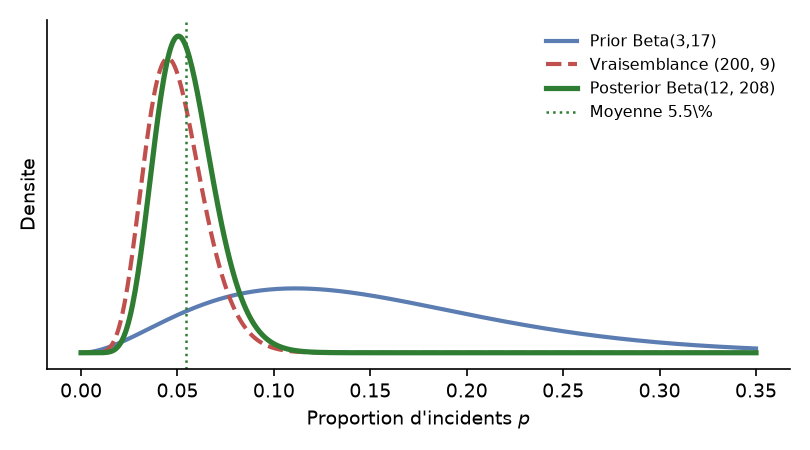 Prior Beta(3,17)
Vraisemblance (200, 9)
Posterior Beta(12, 208)
Moyenne 5.5\%
Densite
0.00 0.05 0.10 0.15 0.20 0.25 0.30 0.35
Proportion d'incidents p